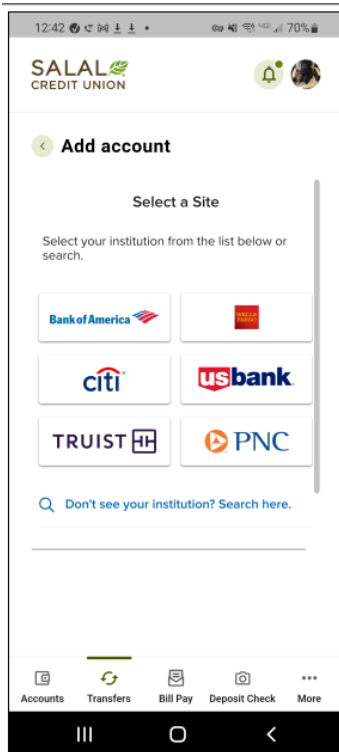 12:42
70%
SALAL
CREDIT UNION
Add account
Select a Site
Select your institution from the list below or
search.
Bank of America
WELLS
FARGO
citi
usbank.
TRUIST
PNC
Don't see your institution? Search here.
Accounts Transfers Bill Pay Deposit Check More